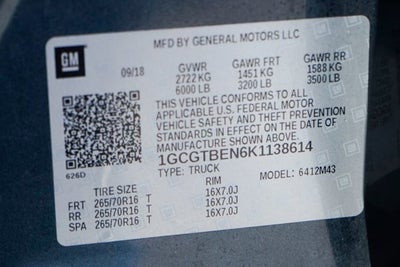 GM
MFD BY GENERAL MOTORS LLC
09/18 GVWR GAWR FRT GAWR RR
2722 KG 1451 KG 1588 KG
6000 LB 3200 LB 3500 LB
THIS VEHICLE CONFORMS TO ALL
APPLICABLE U.S. FEDERAL MOTOR
VEHICLE SAFETY AND THEFT PREVENTION
STANDARDS IN EFFECT ON THE DATE OF
MANUFACTURE SHOWN ABOVE.
1GCGTBEN6K1138614
626D
TYPE: TRUCK MODEL: 6412M43
TIRE SIZE RIM
FRT 265/70R16 T 16X7.0J
RR 265/70R16 T 16X7.0J
SPA 265/70R16 T 16X7.0J